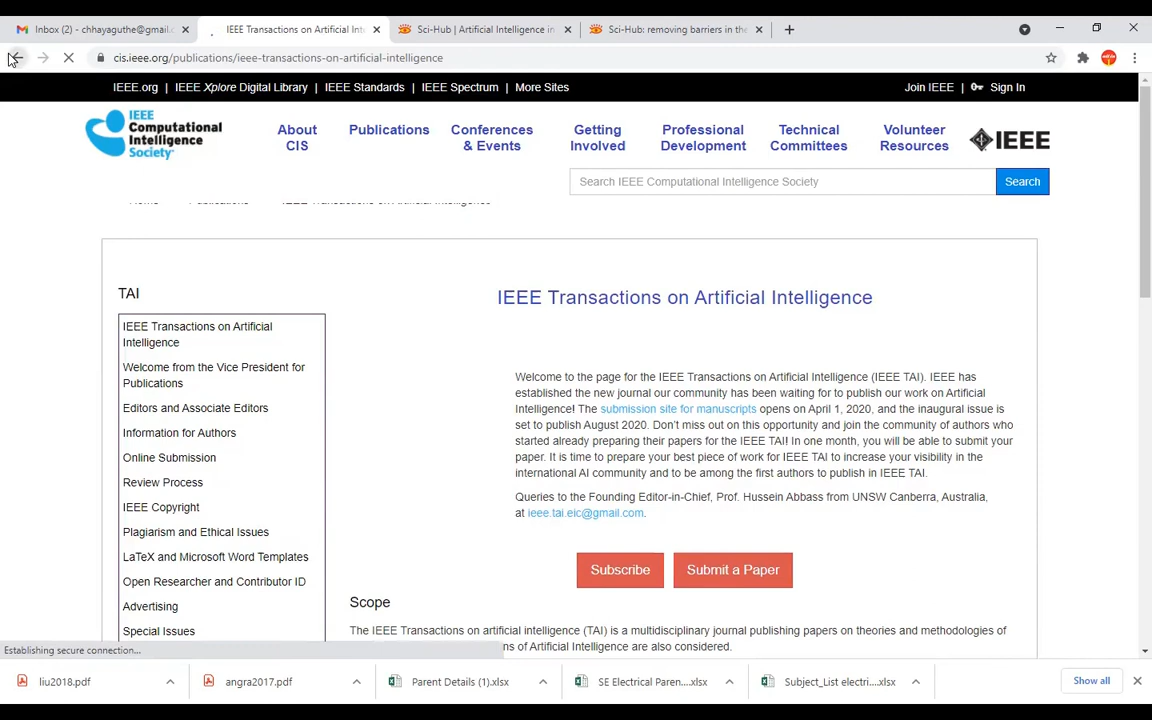 Inbox (2) - chhayaguthe@gmail.c
IEEE Transactions on Artificial Inte
Sci-Hub | Artificial Intelligence in
Sci-Hub: removing barriers in the
cis.ieee.org/publications/ieee-transactions-on-artificial-intelligence
IEEE.org | IEEE Xplore Digital Library | IEEE Standards | IEEE Spectrum | More Sites
Join IEEE | Sign In
IEEE
Computational
Intelligence
Society
About
CIS
Publications
Conferences
& Events
Getting
Involved
Professional
Development
Technical
Committees
Volunteer
Resources
IEEE
Search IEEE Computational Intelligence Society
Search
Home Publications IEEE Transactions on Artificial Intelligence
TAI
IEEE Transactions on Artificial
Intelligence
Welcome from the Vice President for
Publications
Editors and Associate Editors
Information for Authors
Online Submission
Review Process
IEEE Copyright
Plagiarism and Ethical Issues
LaTeX and Microsoft Word Templates
Open Researcher and Contributor ID
Advertising
Special Issues
IEEE Transactions on Artificial Intelligence
Welcome to the page for the IEEE Transactions on Artificial Intelligence (IEEE TAI). IEEE has
established the new journal our community has been waiting for to publish our work on Artificial
Intelligence! The submission site for manuscripts opens on April 1, 2020, and the inaugural issue is
set to publish August 2020. Don't miss out on this opportunity and join the community of authors who
started already preparing their papers for the IEEE TAI! In one month, you will be able to submit your
paper. It is time to prepare your best piece of work for IEEE TAI to increase your visibility in the
international AI community and to be among the first authors to publish in IEEE TAI.
Queries to the Founding Editor-in-Chief, Prof. Hussein Abbass from UNSW Canberra, Australia,
at ieee.tai.eic@gmail.com.
Subscribe
Submit a Paper
Scope
The IEEE Transactions on artificial intelligence (TAI) is a multidisciplinary journal publishing papers on theories and methodologies of
ns of Artificial Intelligence are also considered.
Establishing secure connection...
liu2018.pdf
angra2017.pdf
Parent Details (1).xlsx
SE Electrical Paren....xlsx
Subject_List electri....xlsx
Show all